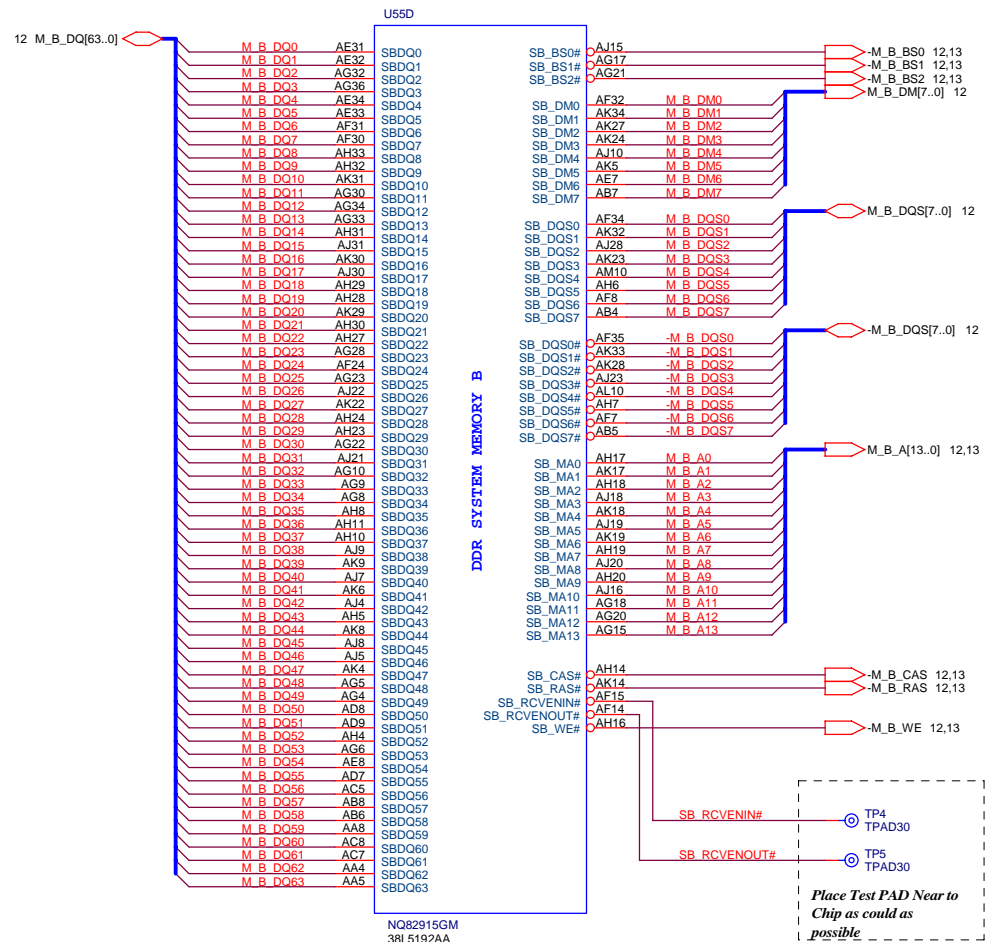 U55D
12 M_B_DQ[63..0]
M_B_DQ0 AE31 SBDQ0
M_B_DQ1 AE32 SBDQ1
M_B_DQ2 AG32 SBDQ2
M_B_DQ3 AG36 SBDQ3
M_B_DQ4 AE34 SBDQ4
M_B_DQ5 AE33 SBDQ5
M_B_DQ6 AF31 SBDQ6
M_B_DQ7 AF30 SBDQ7
M_B_DQ8 AH33 SBDQ8
M_B_DQ9 AH32 SBDQ9
M_B_DQ10 AK31 SBDQ10
M_B_DQ11 AG30 SBDQ11
M_B_DQ12 AG34 SBDQ12
M_B_DQ13 AG33 SBDQ13
M_B_DQ14 AH31 SBDQ14
M_B_DQ15 AJ31 SBDQ15
M_B_DQ16 AK30 SBDQ16
M_B_DQ17 AJ30 SBDQ17
M_B_DQ18 AH29 SBDQ18
M_B_DQ19 AH28 SBDQ19
M_B_DQ20 AK29 SBDQ20
M_B_DQ21 AH30 SBDQ21
M_B_DQ22 AH27 SBDQ22
M_B_DQ23 AG28 SBDQ23
M_B_DQ24 AF24 SBDQ24
M_B_DQ25 AG23 SBDQ25
M_B_DQ26 AJ22 SBDQ26
M_B_DQ27 AK22 SBDQ27
M_B_DQ28 AH24 SBDQ28
M_B_DQ29 AH23 SBDQ29
M_B_DQ30 AG22 SBDQ30
M_B_DQ31 AJ21 SBDQ31
M_B_DQ32 AG10 SBDQ32
M_B_DQ33 AG9 SBDQ33
M_B_DQ34 AG8 SBDQ34
M_B_DQ35 AH8 SBDQ35
M_B_DQ36 AH11 SBDQ36
M_B_DQ37 AH10 SBDQ37
M_B_DQ38 AJ9 SBDQ38
M_B_DQ39 AK9 SBDQ39
M_B_DQ40 AJ7 SBDQ40
M_B_DQ41 AK6 SBDQ41
M_B_DQ42 AJ4 SBDQ42
M_B_DQ43 AH5 SBDQ43
M_B_DQ44 AK8 SBDQ44
M_B_DQ45 AJ8 SBDQ45
M_B_DQ46 AJ5 SBDQ46
M_B_DQ47 AK4 SBDQ47
M_B_DQ48 AG5 SBDQ48
M_B_DQ49 AG4 SBDQ49
M_B_DQ50 AD8 SBDQ50
M_B_DQ51 AD9 SBDQ51
M_B_DQ52 AH4 SBDQ52
M_B_DQ53 AG6 SBDQ53
M_B_DQ54 AE8 SBDQ54
M_B_DQ55 AD7 SBDQ55
M_B_DQ56 AC5 SBDQ56
M_B_DQ57 AB8 SBDQ57
M_B_DQ58 AB6 SBDQ58
M_B_DQ59 AA8 SBDQ59
M_B_DQ60 AC8 SBDQ60
M_B_DQ61 AC7 SBDQ61
M_B_DQ62 AA4 SBDQ62
M_B_DQ63 AA5 SBDQ63
DDR SYSTEM MEMORY B
SB_BS0# AJ15 -M_B_BS0 12,13
SB_BS1# AG17 -M_B_BS1 12,13
SB_BS2# AG21 -M_B_BS2 12,13
M_B_DM[7..0] 12
SB_DM0 AF32 M_B_DM0
SB_DM1 AK34 M_B_DM1
SB_DM2 AK27 M_B_DM2
SB_DM3 AK24 M_B_DM3
SB_DM4 AJ10 M_B_DM4
SB_DM5 AK5 M_B_DM5
SB_DM6 AE7 M_B_DM6
SB_DM7 AB7 M_B_DM7
M_B_DQS[7..0] 12
SB_DQS0 AF34 M_B_DQS0
SB_DQS1 AK32 M_B_DQS1
SB_DQS2 AJ28 M_B_DQS2
SB_DQS3 AK23 M_B_DQS3
SB_DQS4 AM10 M_B_DQS4
SB_DQS5 AH6 M_B_DQS5
SB_DQS6 AF8 M_B_DQS6
SB_DQS7 AB4 M_B_DQS7
-M_B_DQS[7..0] 12
SB_DQS0# AF35 -M_B_DQS0
SB_DQS1# AK33 -M_B_DQS1
SB_DQS2# AK28 -M_B_DQS2
SB_DQS3# AJ23 -M_B_DQS3
SB_DQS4# AL10 -M_B_DQS4
SB_DQS5# AH7 -M_B_DQS5
SB_DQS6# AF7 -M_B_DQS6
SB_DQS7# AB5 -M_B_DQS7
M_B_A[13..0] 12,13
SB_MA0 AH17 M_B_A0
SB_MA1 AK17 M_B_A1
SB_MA2 AH18 M_B_A2
SB_MA3 AJ18 M_B_A3
SB_MA4 AK18 M_B_A4
SB_MA5 AJ19 M_B_A5
SB_MA6 AK19 M_B_A6
SB_MA7 AH19 M_B_A7
SB_MA8 AJ20 M_B_A8
SB_MA9 AH20 M_B_A9
SB_MA10 AJ16 M_B_A10
SB_MA11 AG18 M_B_A11
SB_MA12 AG20 M_B_A12
SB_MA13 AG15 M_B_A13
SB_CAS# AH14 -M_B_CAS 12,13
SB_RAS# AK14 -M_B_RAS 12,13
SB_RCVENIN# AF15
SB_RCVENOUT# AF14
SB_WE# AH16 -M_B_WE 12,13
SB_RCVENIN# TP4
TPAD30
SB_RCVENOUT# TP5
TPAD30
Place Test PAD Near to
Chip as could as
possible
NQ82915GM
38L5192AA